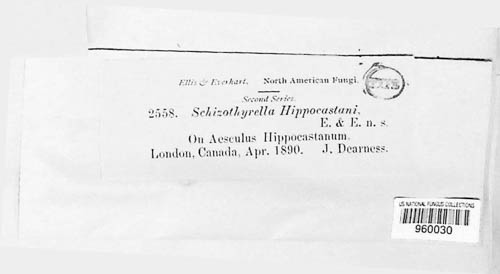 Ellis & Everhart. North American Fungi.
Second Series.
2558. Schizothyrella Hippocastani,
E. & E. n. s.
On Aesculus Hippocastanum.
London, Canada, Apr. 1890. J. Dearness.
US NATIONAL FUNGUS COLLECTIONS
960030